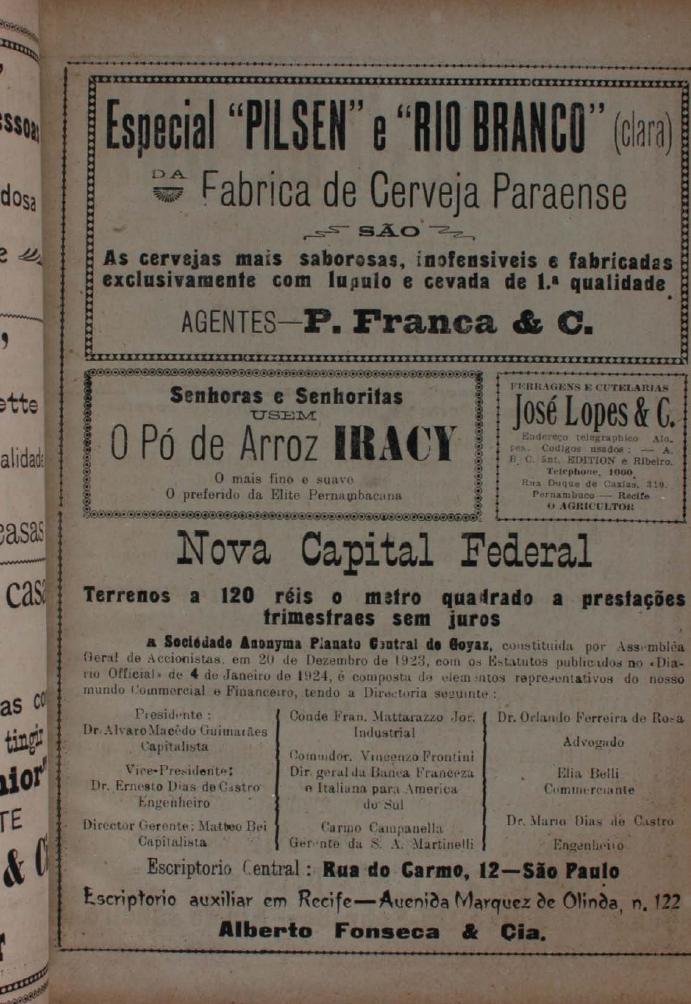 Especial "PILSEN" e "RIO BRANCO" (clara)
DA
Fabrica de Cerveja Paraense
SÃO
As cervejas mais saborosas, inofensiveis e fabricadas
exclusivamente com lupulo e cevada de 1.ª qualidade
AGENTES—P. Franca & C.
Senhoras e Senhoritas
USEM
O Pó de Arroz IRACY
O mais fino e suave
O preferido da Elite Pernambucana
FERRAGENS E CUTELARIAS
José Lopes & C.
Endereço telegraphico Alo-
pes. Codigos usados: — A.
B. C. 5nt. EDITION e Ribeiro.
Telephone, 1060
Rua Duque de Caxias, 319.
Pernambuco — Recife
O AGRICULTOR
Nova Capital Federal
Terrenos a 120 réis o metro quadrado a prestações
trimestraes sem juros
A Sociedade Anonyma Planato Central de Goyaz, constituida por Assembléa
Geral de Accionistas, em 20 de Dezembro de 1923, com os Estatutos publicados no «Dia-
rio Official» de 4 de Janeiro de 1924, é composta de elementos representativos do nosso
mundo Commercial e Financeiro, tendo a Directoria seguinte:
Presidente:
Dr. Alvaro Macêdo Guimarães
Capitalista
Vice-Presidente:
Dr. Ernesto Dias de Castro
Engenheiro
Director Gerente: Matteo Bei
Capitalista
Conde Fran. Mattarazzo Jor.
Industrial
Comndor. Vincenzo Frontini
Dir. geral da Banca Franceza
e Italiana para America
do Sul
Carmo Campanella
Gerente da S. A. Martinelli
Dr. Orlando Ferreira de Rosa
Advogado
Elia Belli
Commerciante
Dr. Mario Dias de Castro
Engenheiro
Escriptorio Central: Rua do Carmo, 12—São Paulo
Escriptorio auxiliar em Recife—Avenida Marquez de Olinda, n. 122
Alberto Fonseca & Cia.